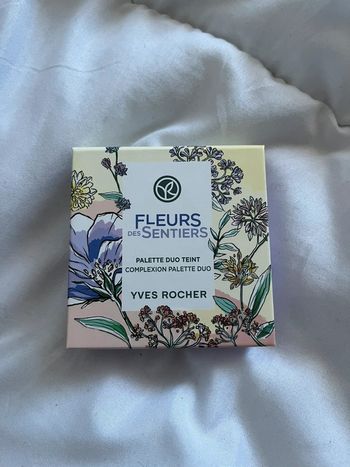 FLEURS
DES SENTIERS
PALETTE DUO TEINT
COMPLEXION PALETTE DUO
YVES ROCHER